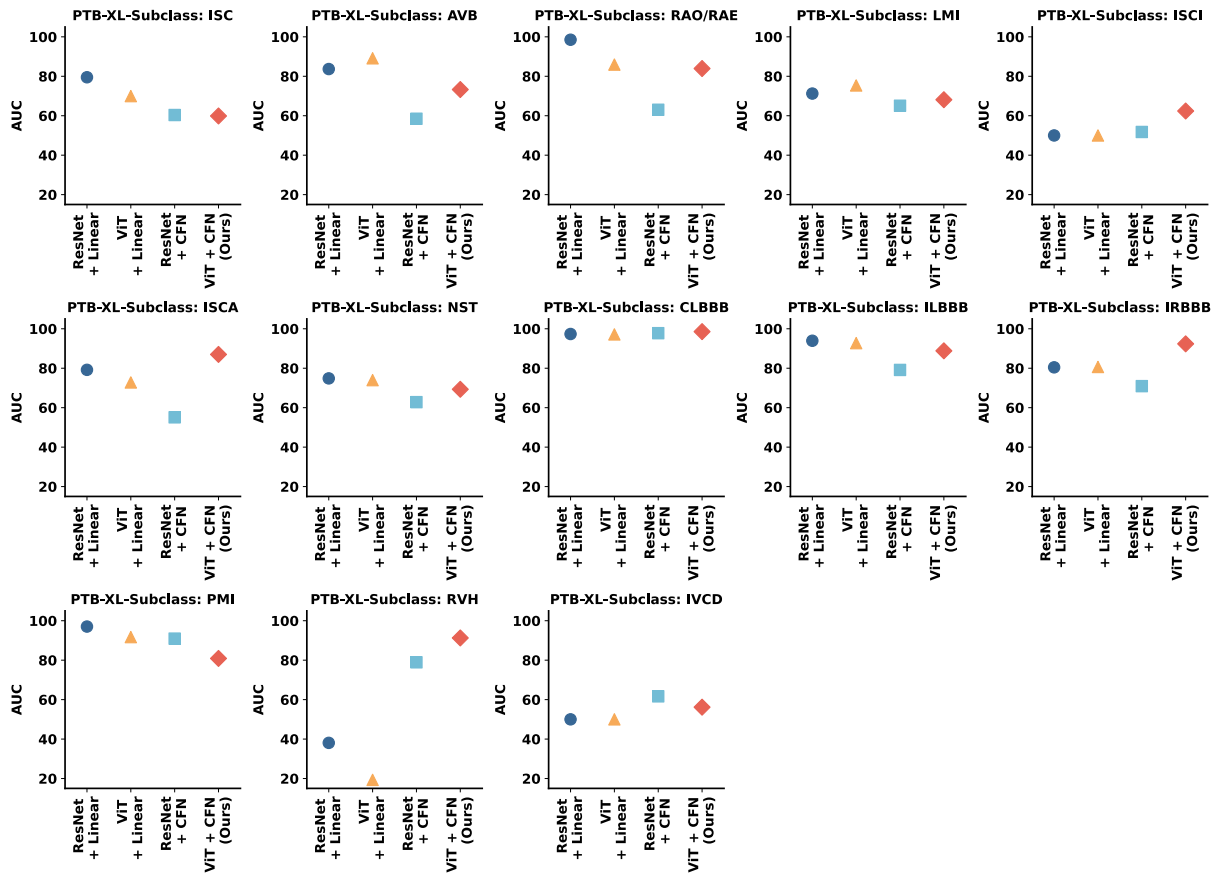 PTB-XL-Subclass: ISC
AUC
100
80
60
40
20
ResNet
+ Linear
ViT
+ Linear
ResNet
+ CFN
ViT + CFN
(Ours)
PTB-XL-Subclass: AVB
AUC
100
80
60
40
20
ResNet
+ Linear
ViT
+ Linear
ResNet
+ CFN
ViT + CFN
(Ours)
PTB-XL-Subclass: RAO/RAE
AUC
100
80
60
40
20
ResNet
+ Linear
ViT
+ Linear
ResNet
+ CFN
ViT + CFN
(Ours)
PTB-XL-Subclass: LMI
AUC
100
80
60
40
20
ResNet
+ Linear
ViT
+ Linear
ResNet
+ CFN
ViT + CFN
(Ours)
PTB-XL-Subclass: ISCI
AUC
100
80
60
40
20
ResNet
+ Linear
ViT
+ Linear
ResNet
+ CFN
ViT + CFN
(Ours)
PTB-XL-Subclass: ISCA
AUC
100
80
60
40
20
ResNet
+ Linear
ViT
+ Linear
ResNet
+ CFN
ViT + CFN
(Ours)
PTB-XL-Subclass: NST
AUC
100
80
60
40
20
ResNet
+ Linear
ViT
+ Linear
ResNet
+ CFN
ViT + CFN
(Ours)
PTB-XL-Subclass: CLBBB
AUC
100
80
60
40
20
ResNet
+ Linear
ViT
+ Linear
ResNet
+ CFN
ViT + CFN
(Ours)
PTB-XL-Subclass: ILBBB
AUC
100
80
60
40
20
ResNet
+ Linear
ViT
+ Linear
ResNet
+ CFN
ViT + CFN
(Ours)
PTB-XL-Subclass: IRBBB
AUC
100
80
60
40
20
ResNet
+ Linear
ViT
+ Linear
ResNet
+ CFN
ViT + CFN
(Ours)
PTB-XL-Subclass: PMI
AUC
100
80
60
40
20
ResNet
+ Linear
ViT
+ Linear
ResNet
+ CFN
ViT + CFN
(Ours)
PTB-XL-Subclass: RVH
AUC
100
80
60
40
20
ResNet
+ Linear
ViT
+ Linear
ResNet
+ CFN
ViT + CFN
(Ours)
PTB-XL-Subclass: IVCD
AUC
100
80
60
40
20
ResNet
+ Linear
ViT
+ Linear
ResNet
+ CFN
ViT + CFN
(Ours)